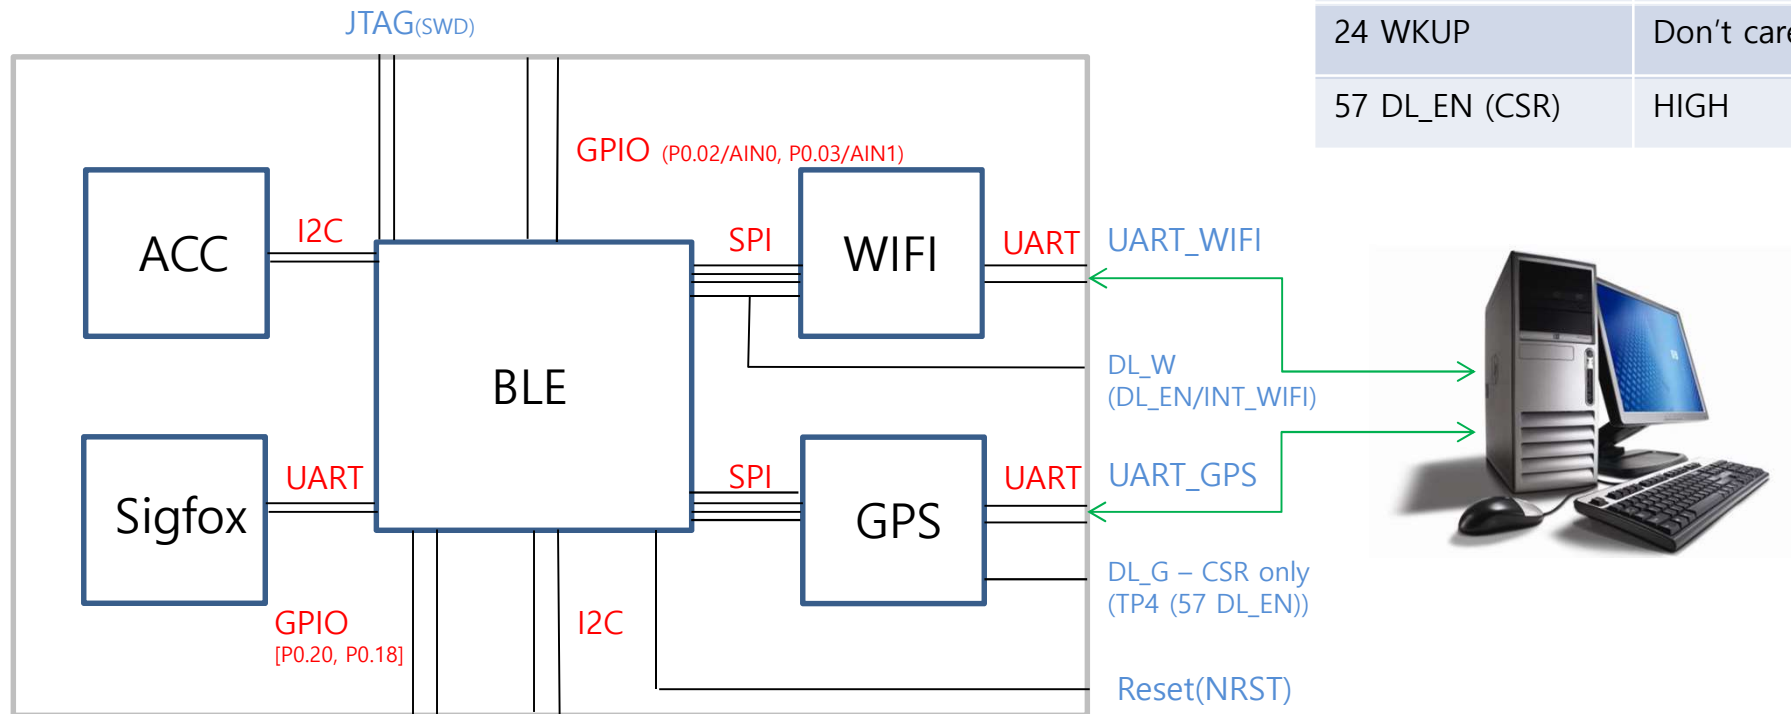 JTAG(SWD)
24 WKUP Don't care
57 DL_EN (CSR) HIGH
GPIO (P0.02/AIN0, P0.03/AIN1)
ACC
I2C
SPI
WIFI
UART
UART_WIFI
BLE
DL_W
(DL_EN/INT_WIFI)
Sigfox
UART
SPI
GPS
UART
UART_GPS
DL_G – CSR only
(TP4 (57 DL_EN))
GPIO
[P0.20, P0.18]
I2C
Reset(NRST)